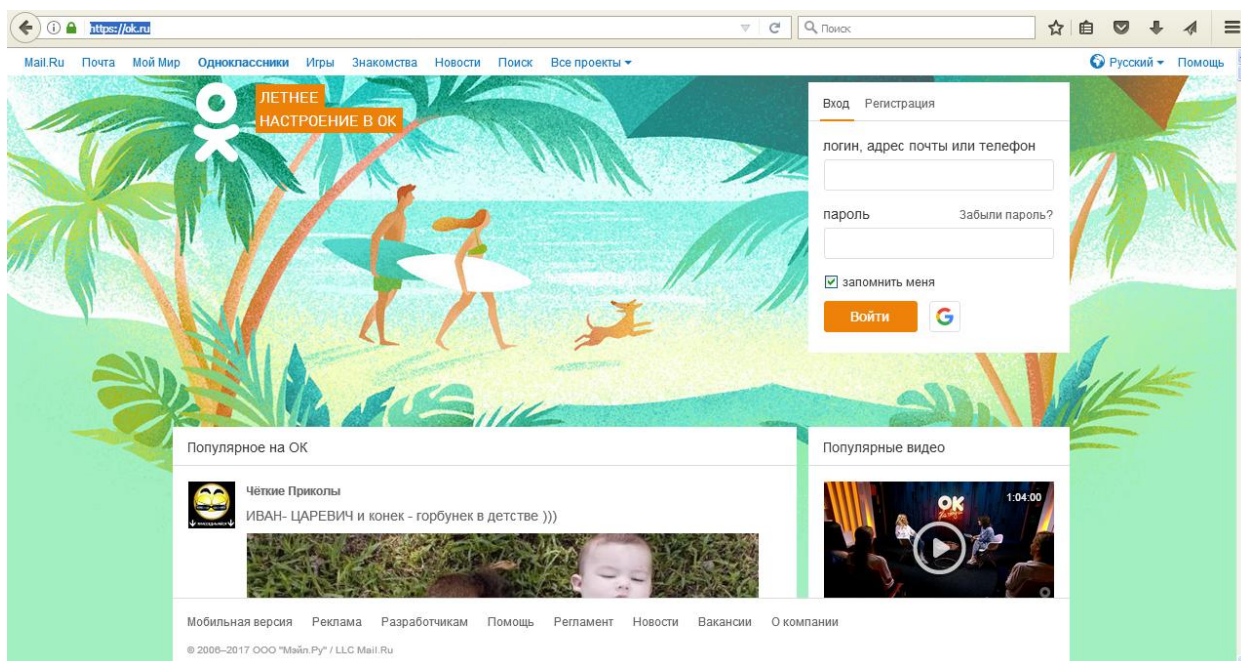 https://ok.ru
Поиск
Mail.Ru Почта Мой Мир Одноклассники Игры Знакомства Новости Поиск Все проекты Русский Помощь
ЛЕТНЕЕ
НАСТРОЕНИЕ В ОК
Вход Регистрация
логин, адрес почты или телефон
пароль Забыли пароль?
запомнить меня
Войти
Популярное на ОК
Чёткие Приколы
ИВАН- ЦАРЕВИЧ и конек - горбунек в детстве )))
Популярные видео
ОК
1:04:00
Мобильная версия Реклама Разработчикам Помощь Регламент Новости Вакансии О компании
© 2006–2017 ООО "Мэйл.Ру" / LLC Mail.Ru